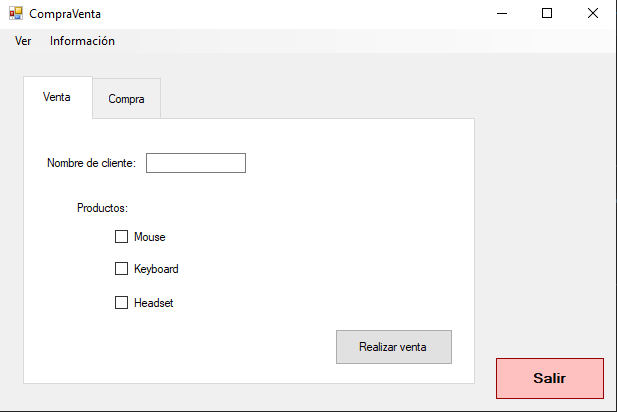 CompraVenta
Ver Información
Venta Compra
Nombre de cliente:
Productos:
Mouse
Keyboard
Headset
Realizar venta
Salir